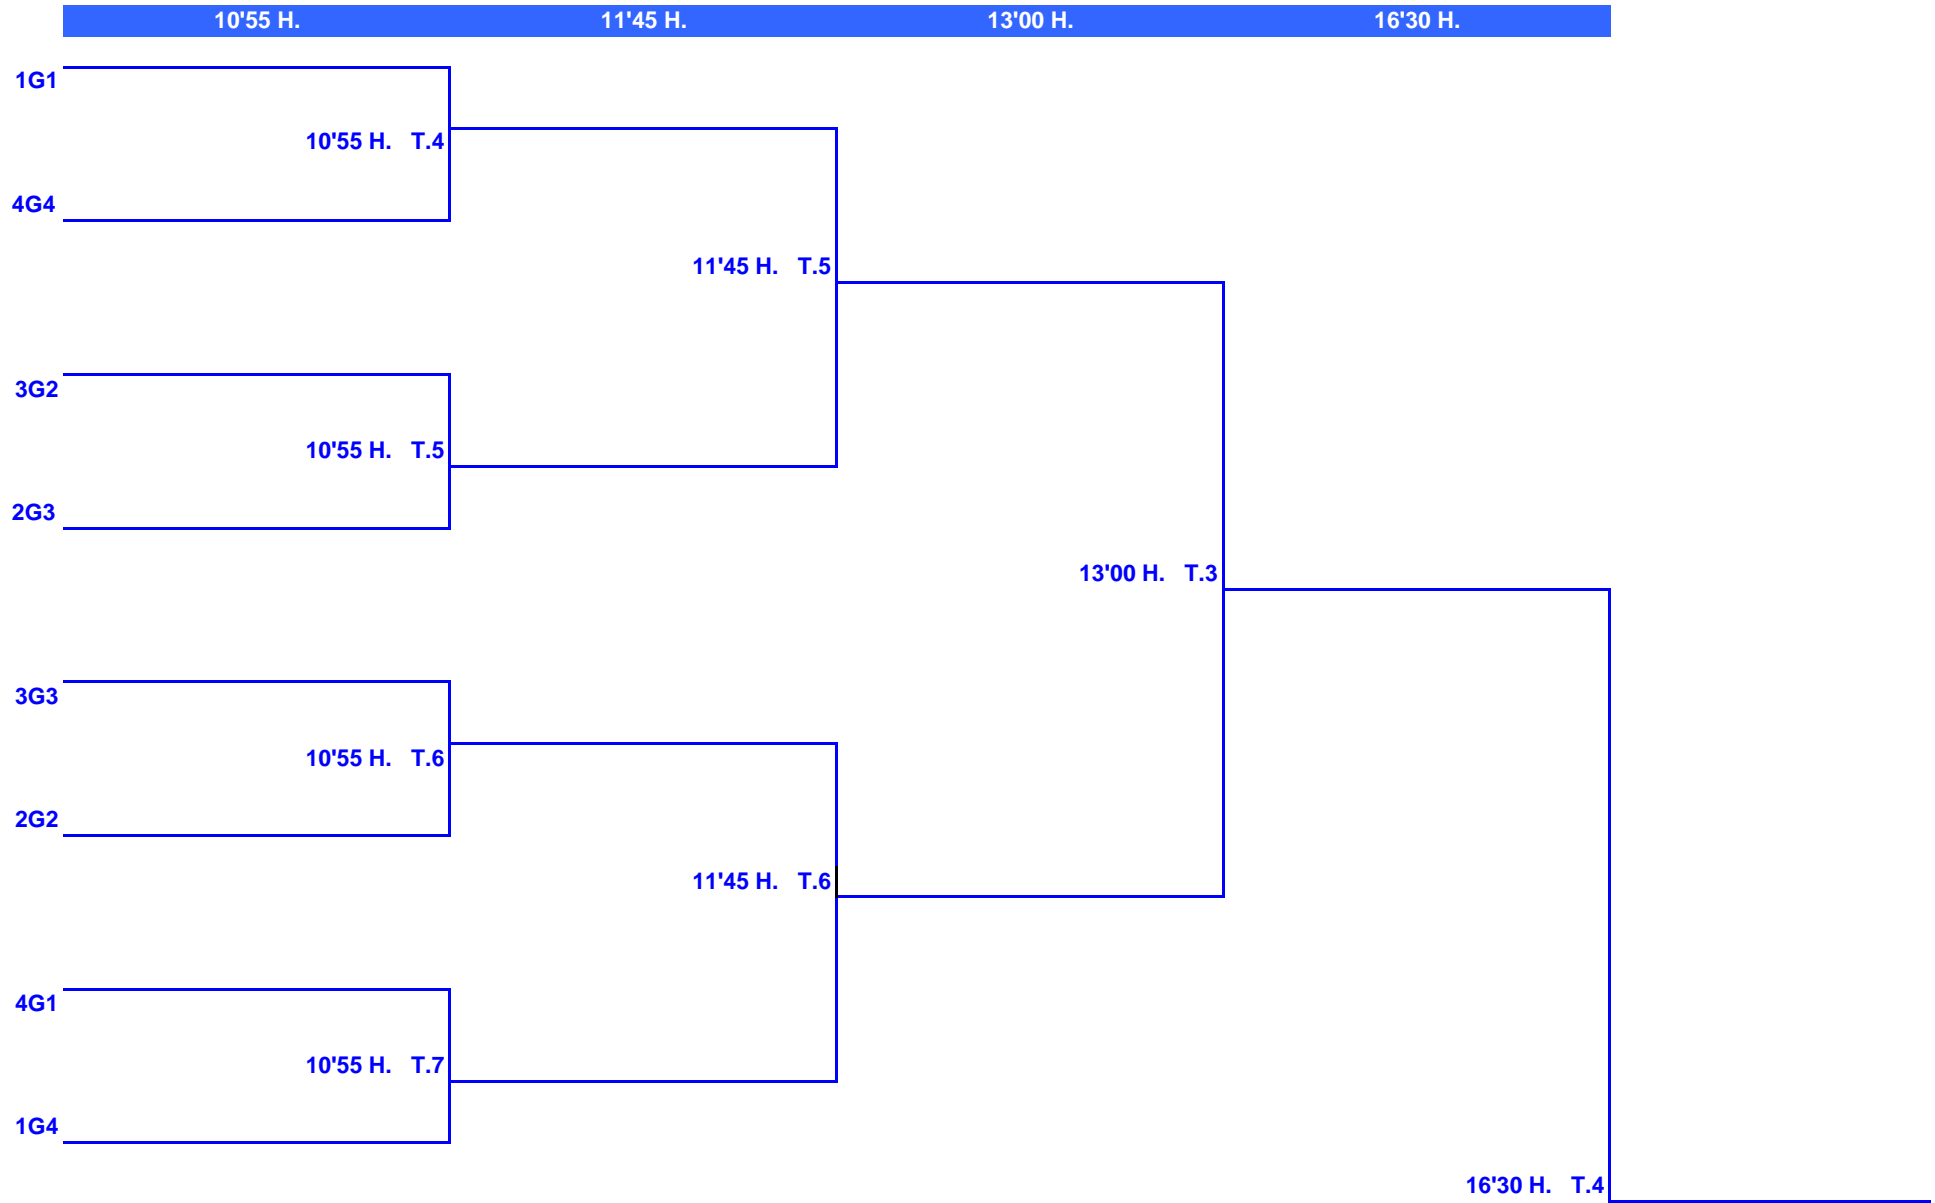 10'55 H. 11'45 H. 13'00 H. 16'30 H.
1G1
10'55 H. T.4
4G4
11'45 H. T.5
3G2
10'55 H. T.5
2G3
13'00 H. T.3
3G3
10'55 H. T.6
2G2
11'45 H. T.6
4G1
10'55 H. T.7
1G4
16'30 H. T.4